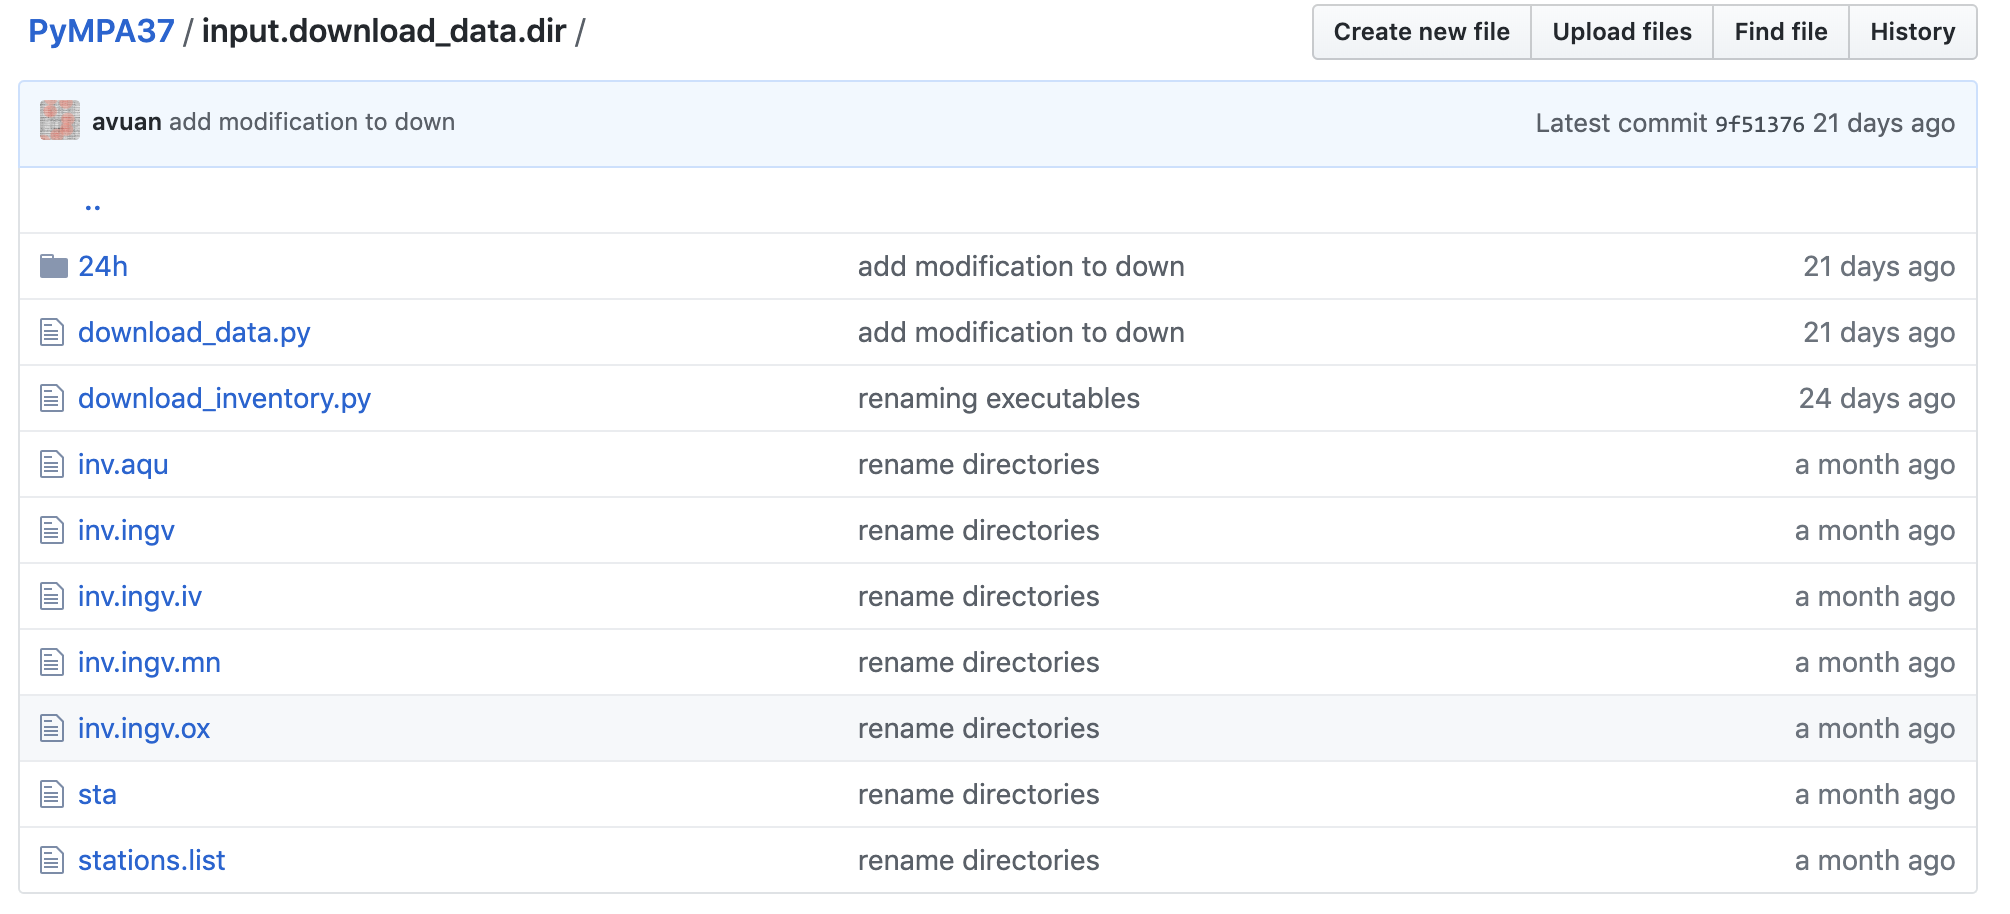 PyMPA37 / input.download_data.dir / Create new file Upload files Find file History
avuan add modification to down Latest commit 9f51376 21 days ago
..
24h add modification to down 21 days ago
download_data.py add modification to down 21 days ago
download_inventory.py renaming executables 24 days ago
inv.aqu rename directories a month ago
inv.ingv rename directories a month ago
inv.ingv.iv rename directories a month ago
inv.ingv.mn rename directories a month ago
inv.ingv.ox rename directories a month ago
sta rename directories a month ago
stations.list rename directories a month ago